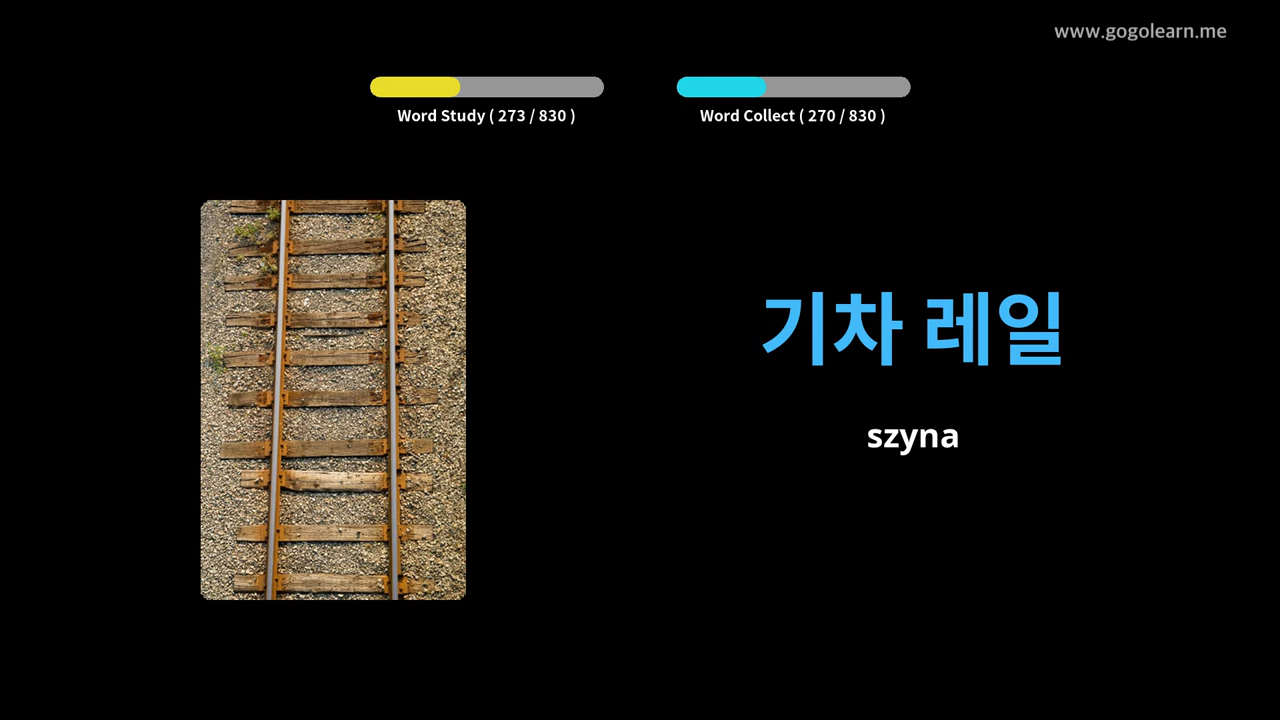 www.gogolearn.me
Word Study ( 273 / 830 )
Word Collect ( 270 / 830 )
기차 레일
szyna